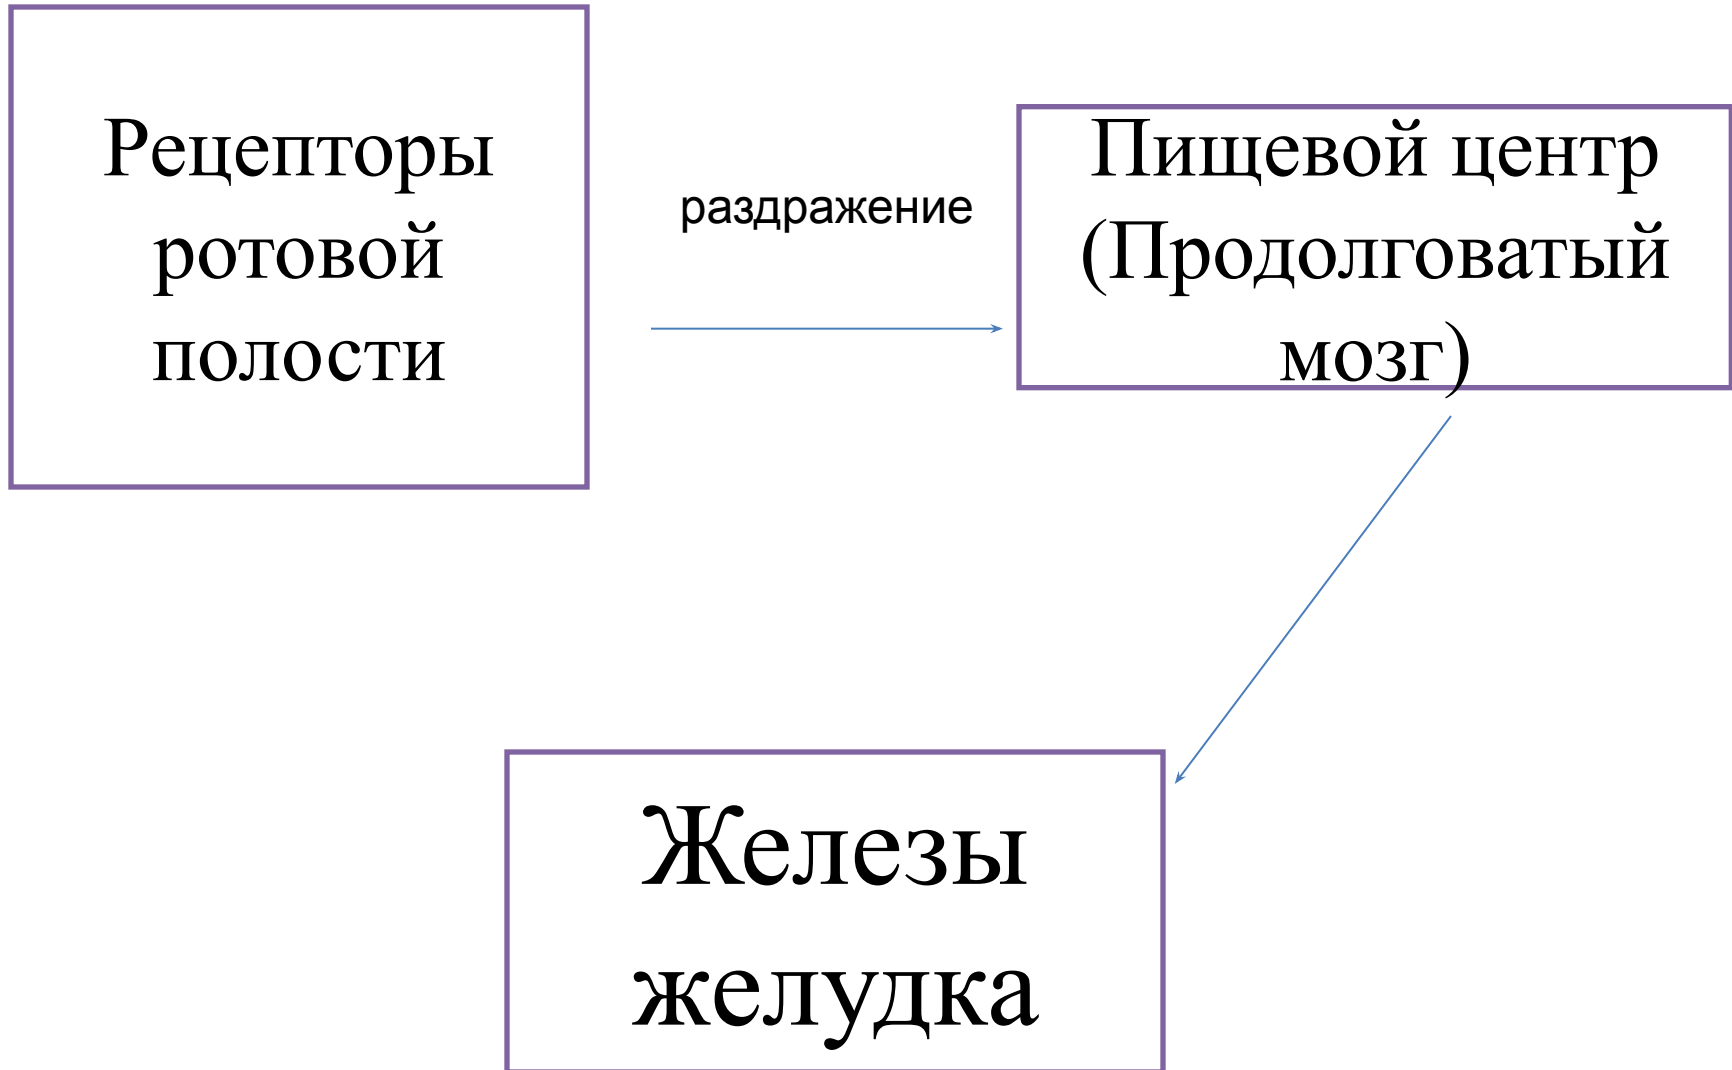 Рецепторы
ротовой
полости
раздражение
Пищевой центр
(Продолговатый
мозг)
Железы
желудка